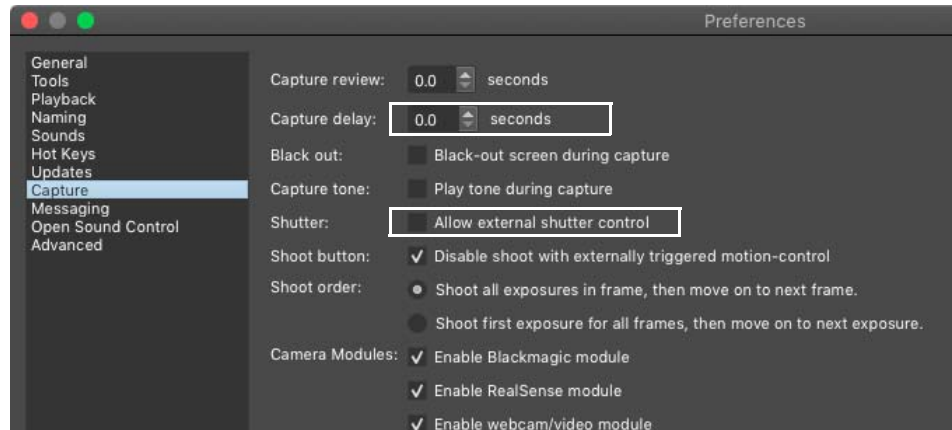 Preferences
General
Tools
Playback
Naming
Sounds
Hot Keys
Updates
Capture
Messaging
Open Sound Control
Advanced
Capture review: 0.0 seconds
Capture delay: 0.0 seconds
Black out: Black-out screen during capture
Capture tone: Play tone during capture
Shutter: Allow external shutter control
Shoot button: Disable shoot with externally triggered motion-control
Shoot order: Shoot all exposures in frame, then move on to next frame.
Shoot first exposure for all frames, then move on to next exposure.
Camera Modules: Enable Blackmagic module
Enable RealSense module
Enable webcam/video module